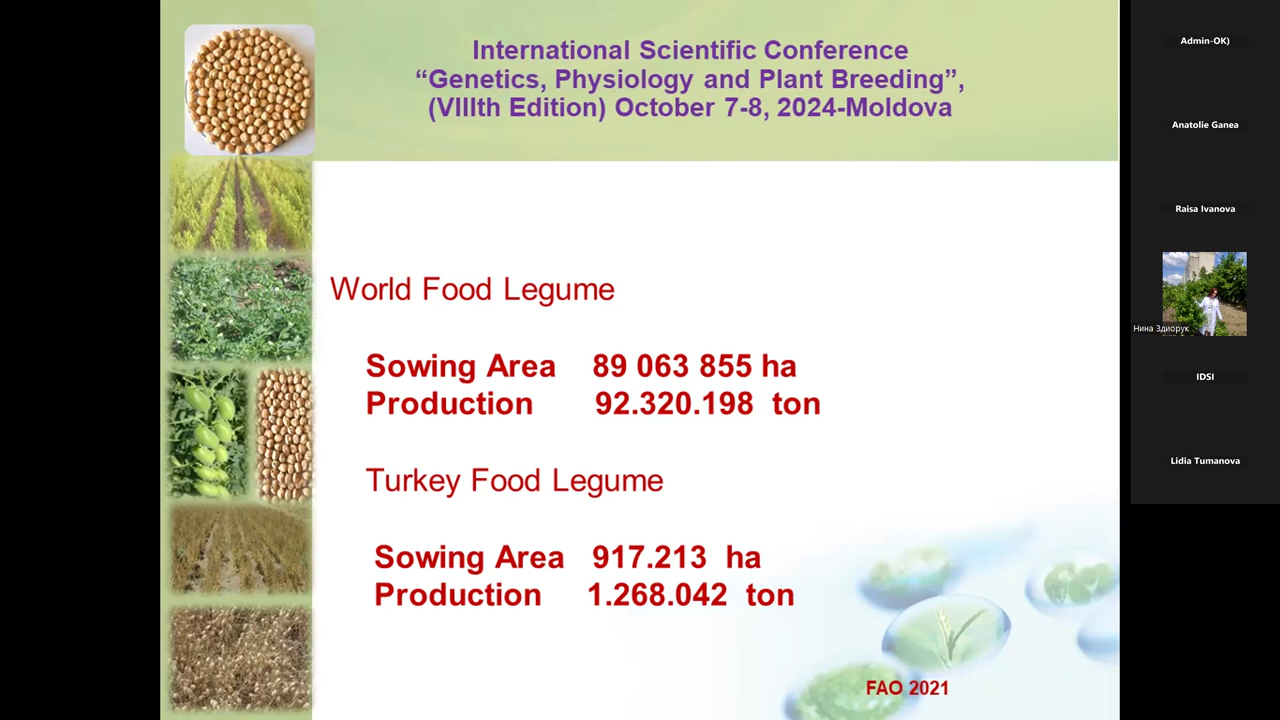 International Scientific Conference
“Genetics, Physiology and Plant Breeding”,
(VIIIth Edition) October 7-8, 2024-Moldova
World Food Legume
Sowing Area 89 063 855 ha
Production 92.320.198 ton
Turkey Food Legume
Sowing Area 917.213 ha
Production 1.268.042 ton
FAO 2021
Admin-OK)
Anatolie Ganea
Raisa Ivanova
Нина Здиорук
IDSI
Lidia Tumanova